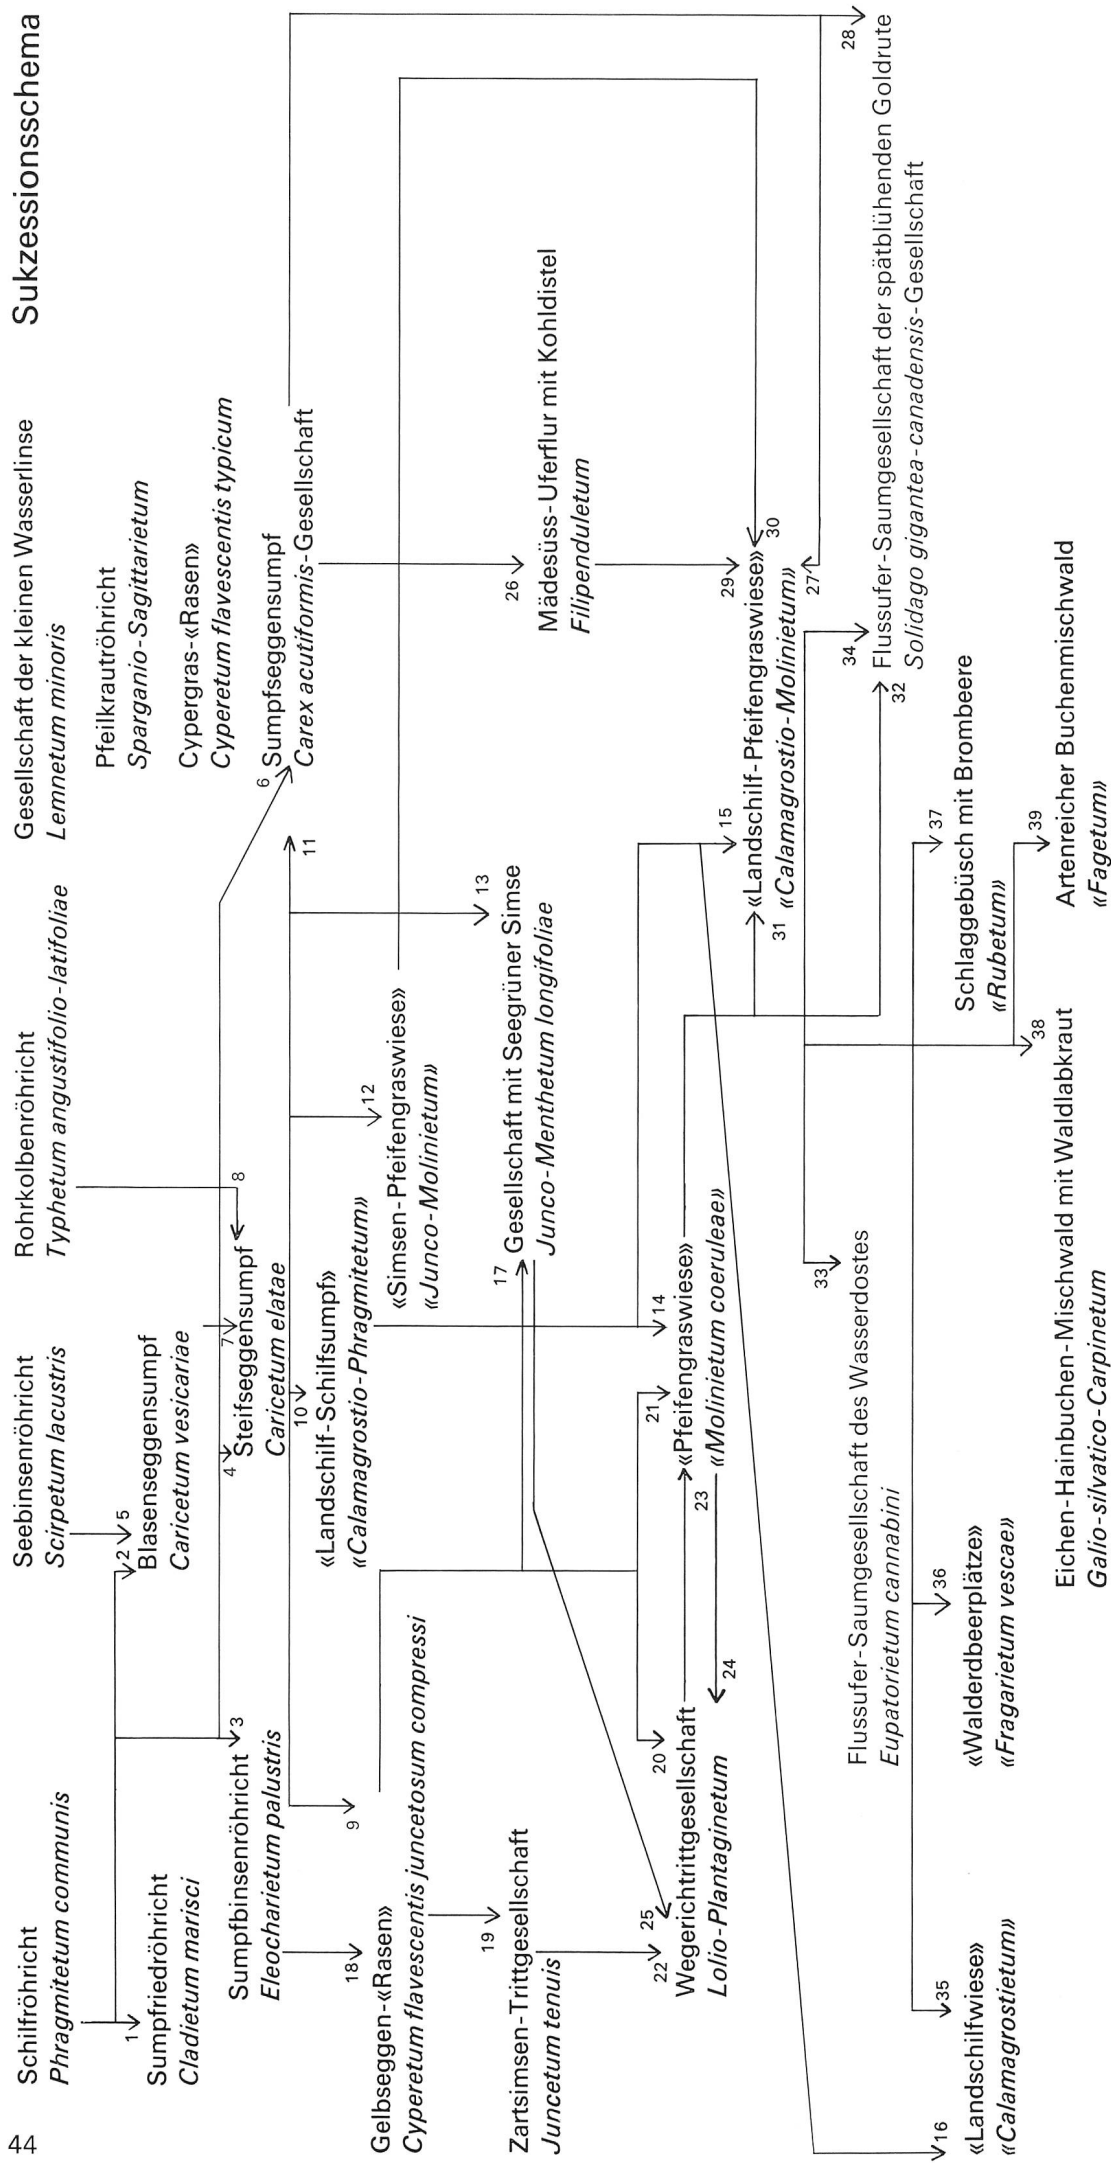 44
Sukzessionsschema
Schilfröhricht
Phragmitetum communis
Seebinsenröhricht
Scirpetum lacustris
Rohrkolbenröhricht
Typhetum angustifolio-latifoliae
Gesellschaft der kleinen Wasserlinse
Lemnetum minoris
1
2
5
Sumpfriedröhricht
Cladietum marisci
Blasenseggensumpf
Caricetum vesicariae
Pfeilkrautröhricht
Sparganio-Sagittarietum
Cypergras-«Rasen»
Cyperetum flavescentis typicum
3
4
7
8
6
Sumpfbinsenröhricht
Eleocharietum palustris
Steifseggensumpf
Caricetum elatae
Sumpfseggensumpf
Carex acutiformis-Gesellschaft
9
10
11
12
13
18
«Landschilf-Schilfsumpf»
«Calamagrostio-Phragmitetum»
Gelbseggen-«Rasen»
Cyperetum flavescentis juncetosum compressi
«Simsen-Pfeifengraswiese»
«Junco-Molinietum»
19
17
26
Zartsimsen-Trittgesellschaft
Juncetum tenuis
Gesellschaft mit Seegrüner Simse
Junco-Menthetum longifoliae
Mädesüss-Uferflur mit Kohldistel
Filipenduletum
22
25
20
21
14
15
29
30
Wegerichtrittgesellschaft
Lolio-Plantaginetum
«Pfeifengraswiese»
«Molinietum coeruleae»
«Landschilf-Pfeifengraswiese»
«Calamagrostio-Molinietum»
23
24
31
27
28
33
34
32
Flussufer-Saumgesellschaft des Wasserdostes
Eupatorietum cannabini
Flussufer-Saumgesellschaft der spätblühenden Goldrute
Solidago gigantea-canadensis-Gesellschaft
16
35
36
37
«Landschilfwiese»
«Calamagrostietum»
«Walderdbeerplätze»
«Fragarietum vescae»
Schlaggebüsch mit Brombeere
«Rubetum»
38
39
Eichen-Hainbuchen-Mischwald mit Waldlabkraut
Galio-silvatico-Carpinetum
Artenreicher Buchenmischwald
«Fagetum»